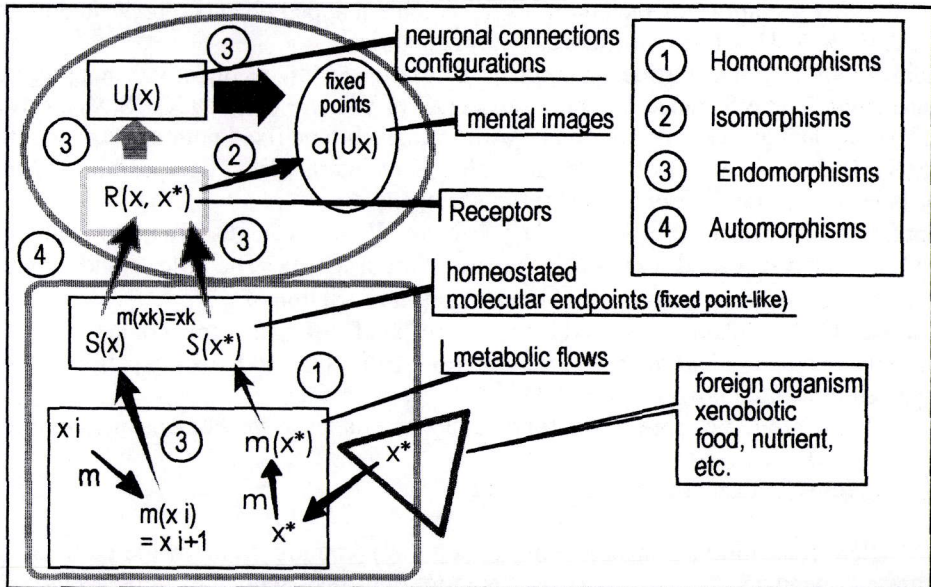 3
neuronal connections
configurations
U(x)
fixed
points
α(Ux)
mental images
3
2
R(x, x*)
Receptors
3
4
homeostated
molecular endpoints (fixed point-like)
m(xk)=xk
S(x) S(x*)
metabolic flows
1
foreign organism
xenobiotic
food, nutrient,
etc.
x i
3
m(x*)
x*
m
m
m(x i)
= x i+1
x*
1 Homomorphisms
2 Isomorphisms
3 Endomorphisms
4 Automorphisms